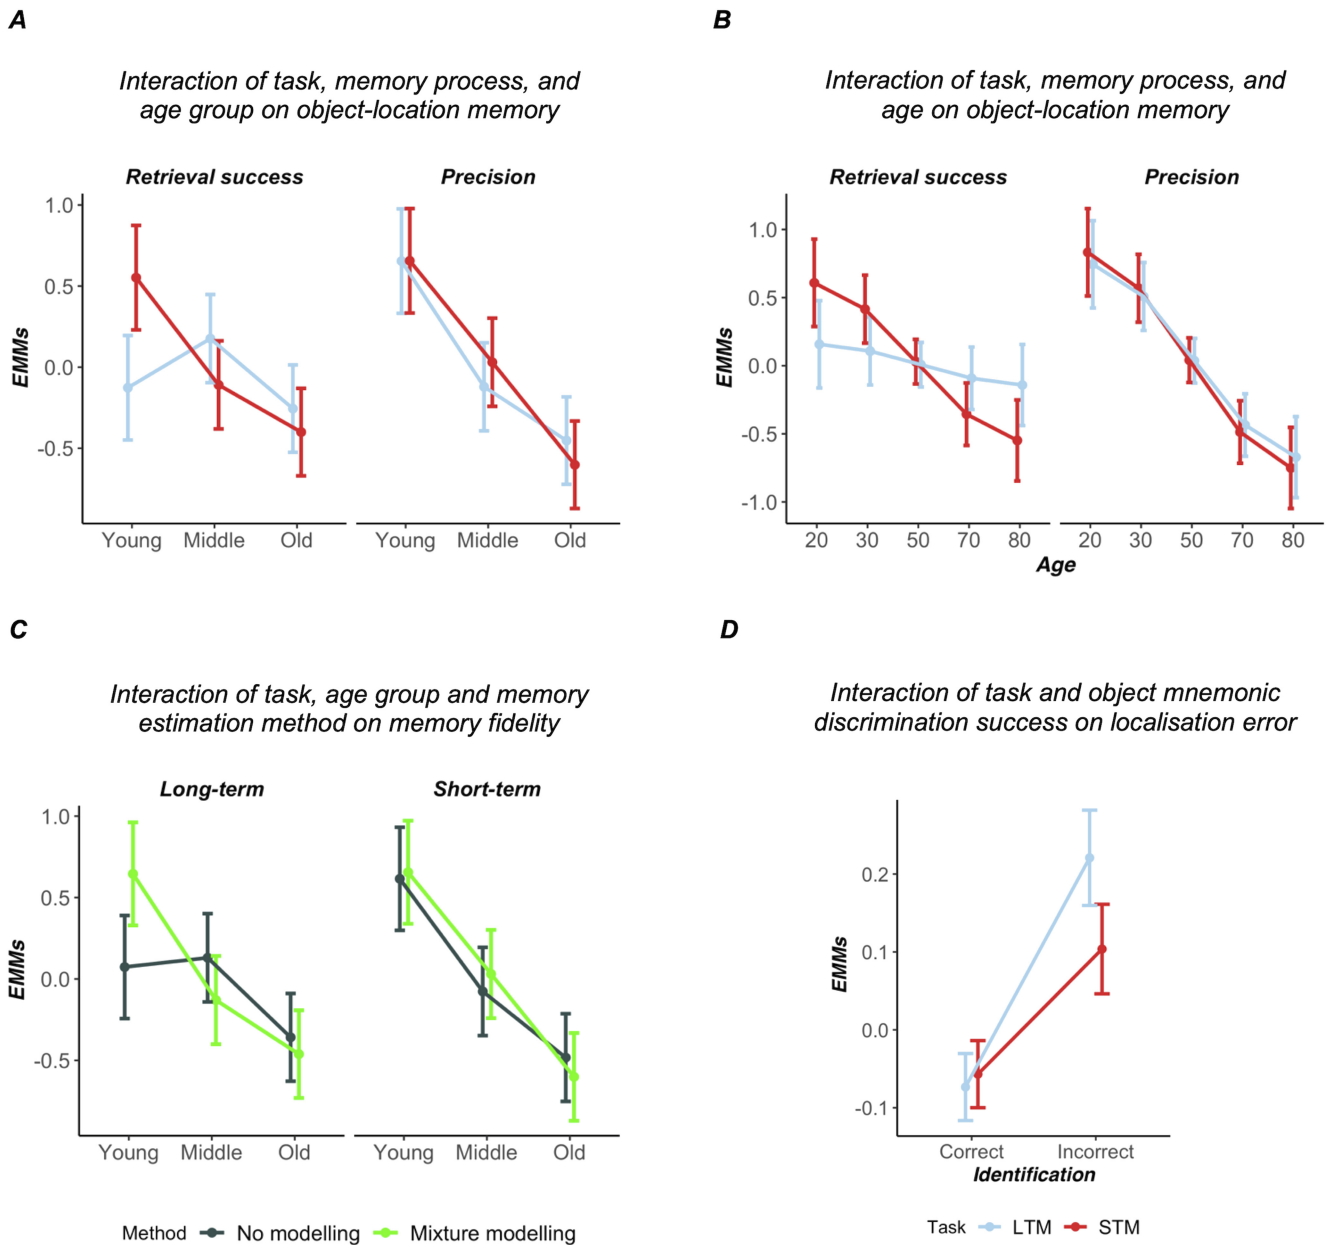 A
Interaction of task, memory process, and
age group on object-location memory
Retrieval success
Precision
1.0
0.5
0.0
-0.5
EMMs
Young Middle Old
Young Middle Old
B
Interaction of task, memory process, and
age on object-location memory
Retrieval success
Precision
1.0
0.5
0.0
-0.5
-1.0
EMMs
20 30 50 70 80
20 30 50 70 80
Age
C
Interaction of task, age group and memory
estimation method on memory fidelity
Long-term
Short-term
1.0
0.5
0.0
-0.5
EMMs
Young Middle Old
Young Middle Old
Method No modelling Mixture modelling
D
Interaction of task and object mnemonic
discrimination success on localisation error
0.2
0.1
0.0
-0.1
EMMs
Correct Incorrect
Identification
Task LTM STM